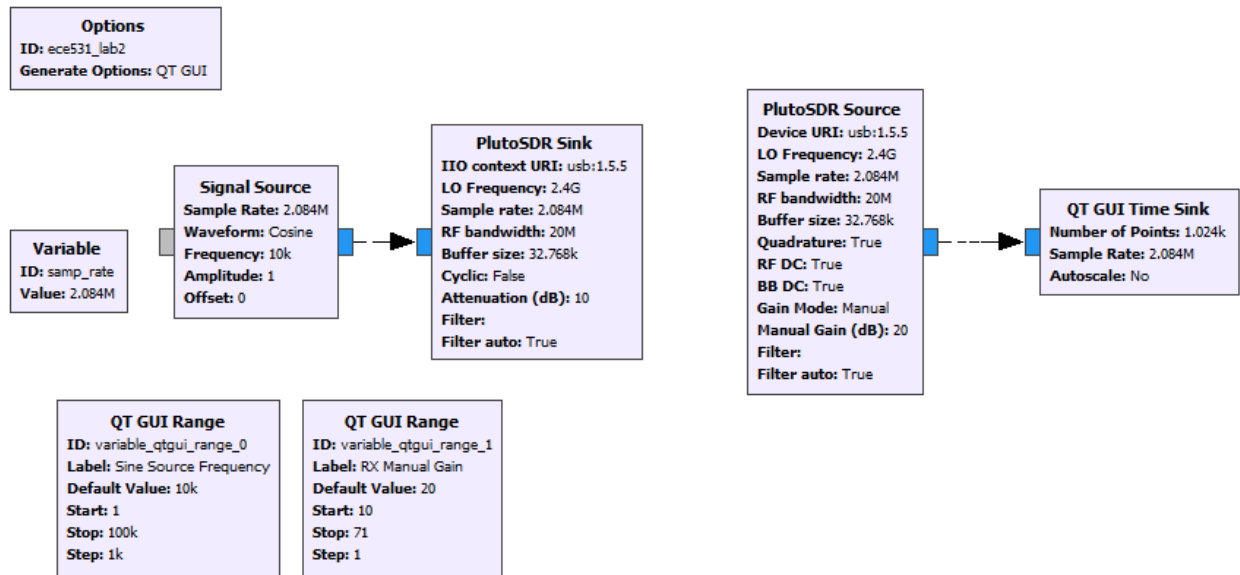 Options
ID: ece531_lab2
Generate Options: QT GUI
Variable
ID: samp_rate
Value: 2.084M
Signal Source
Sample Rate: 2.084M
Waveform: Cosine
Frequency: 10k
Amplitude: 1
Offset: 0
PlutoSDR Sink
IIO context URI: usb:1.5.5
LO Frequency: 2.4G
Sample rate: 2.084M
RF bandwidth: 20M
Buffer size: 32.768k
Cyclic: False
Attenuation (dB): 10
Filter:
Filter auto: True
PlutoSDR Source
Device URI: usb:1.5.5
LO Frequency: 2.4G
Sample rate: 2.084M
RF bandwidth: 20M
Buffer size: 32.768k
Quadrature: True
RF DC: True
BB DC: True
Gain Mode: Manual
Manual Gain (dB): 20
Filter:
Filter auto: True
QT GUI Time Sink
Number of Points: 1.024k
Sample Rate: 2.084M
Autoscale: No
QT GUI Range
ID: variable_qtgui_range_0
Label: Sine Source Frequency
Default Value: 10k
Start: 1
Stop: 100k
Step: 1k
QT GUI Range
ID: variable_qtgui_range_1
Label: RX Manual Gain
Default Value: 20
Start: 10
Stop: 71
Step: 1